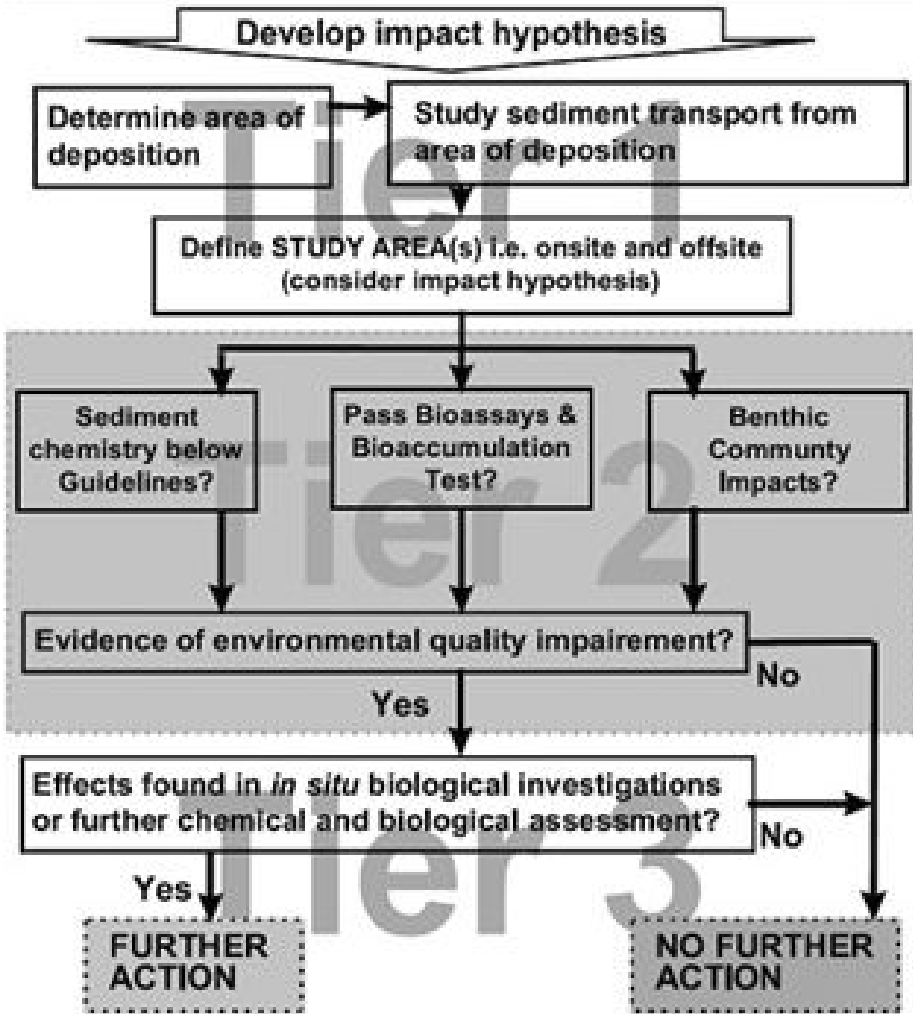 Develop impact hypothesis
Determine area of
deposition
Study sediment transport from
area of deposition
Tier 1
Define STUDY AREA(s) i.e. onsite and offsite
(consider impact hypothesis)
Sediment
chemistry below
Guidelines?
Pass Bioassays &
Bioaccumulation
Test?
Benthic
Communty
Impacts?
Tier 2
Evidence of environmental quality impairement?
No
Yes
Effects found in in situ biological investigations
or further chemical and biological assessment?
No
Yes
Tier 3
FURTHER
ACTION
NO FURTHER
ACTION